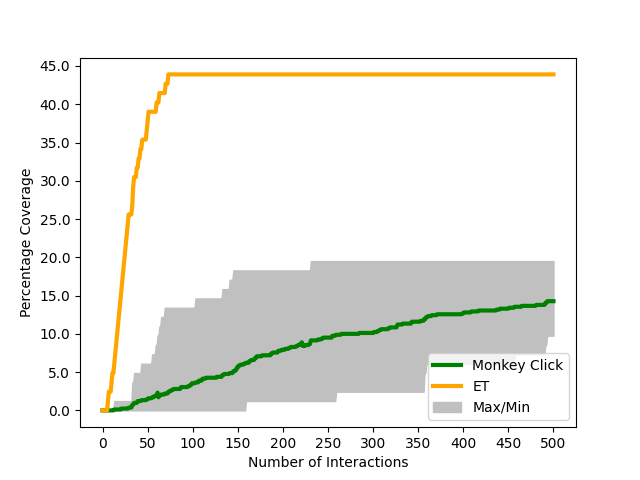 45.0
40.0
35.0
30.0
25.0
20.0
15.0
10.0
5.0
0.0
Percentage Coverage
Monkey Click
ET
Max/Min
0 50 100 150 200 250 300 350 400 450 500
Number of Interactions